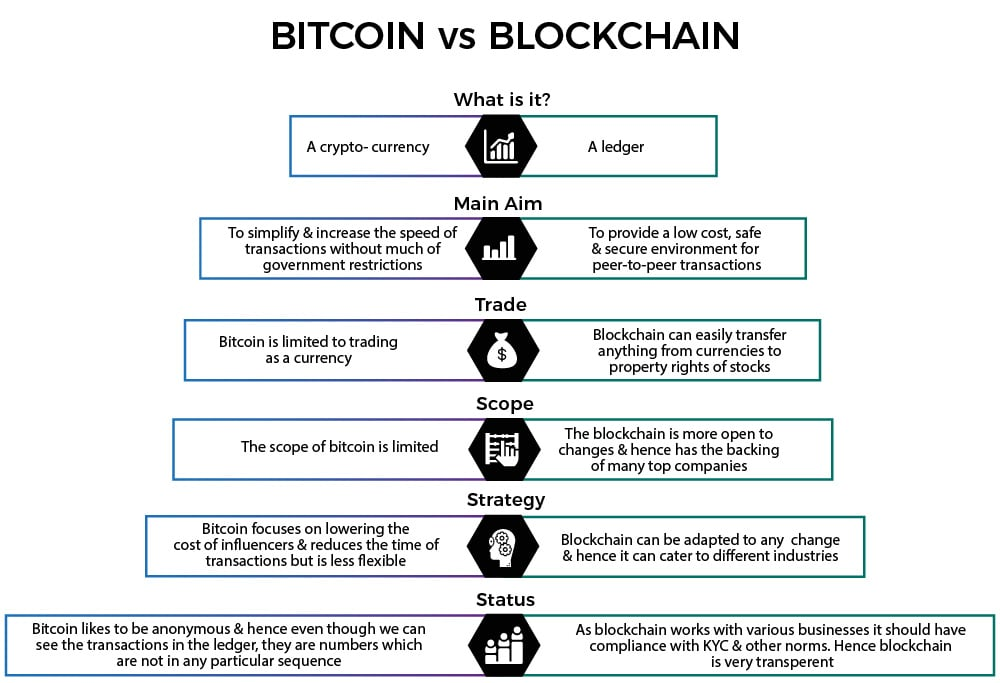 BITCOIN vs BLOCKCHAIN
What is it?
A crypto- currency
A ledger
Main Aim
To simplify & increase the speed of
transactions without much of
government restrictions
To provide a low cost, safe
& secure environment for
peer-to-peer transactions
Trade
Bitcoin is limited to trading
as a currency
Blockchain can easily transfer
anything from currencies to
property rights of stocks
$
Scope
The scope of bitcoin is limited
The blockchain is more open to
changes & hence has the backing
of many top companies
Strategy
Bitcoin focuses on lowering the
cost of influencers & reduces the time of
transactions but is less flexible
Blockchain can be adapted to any change
& hence it can cater to different industries
Status
Bitcoin likes to be anonymous & hence even though we can
see the transactions in the ledger, they are numbers which
are not in any particular sequence
As blockchain works with various businesses it should have
compliance with KYC & other norms. Hence blockchain
is very transperent